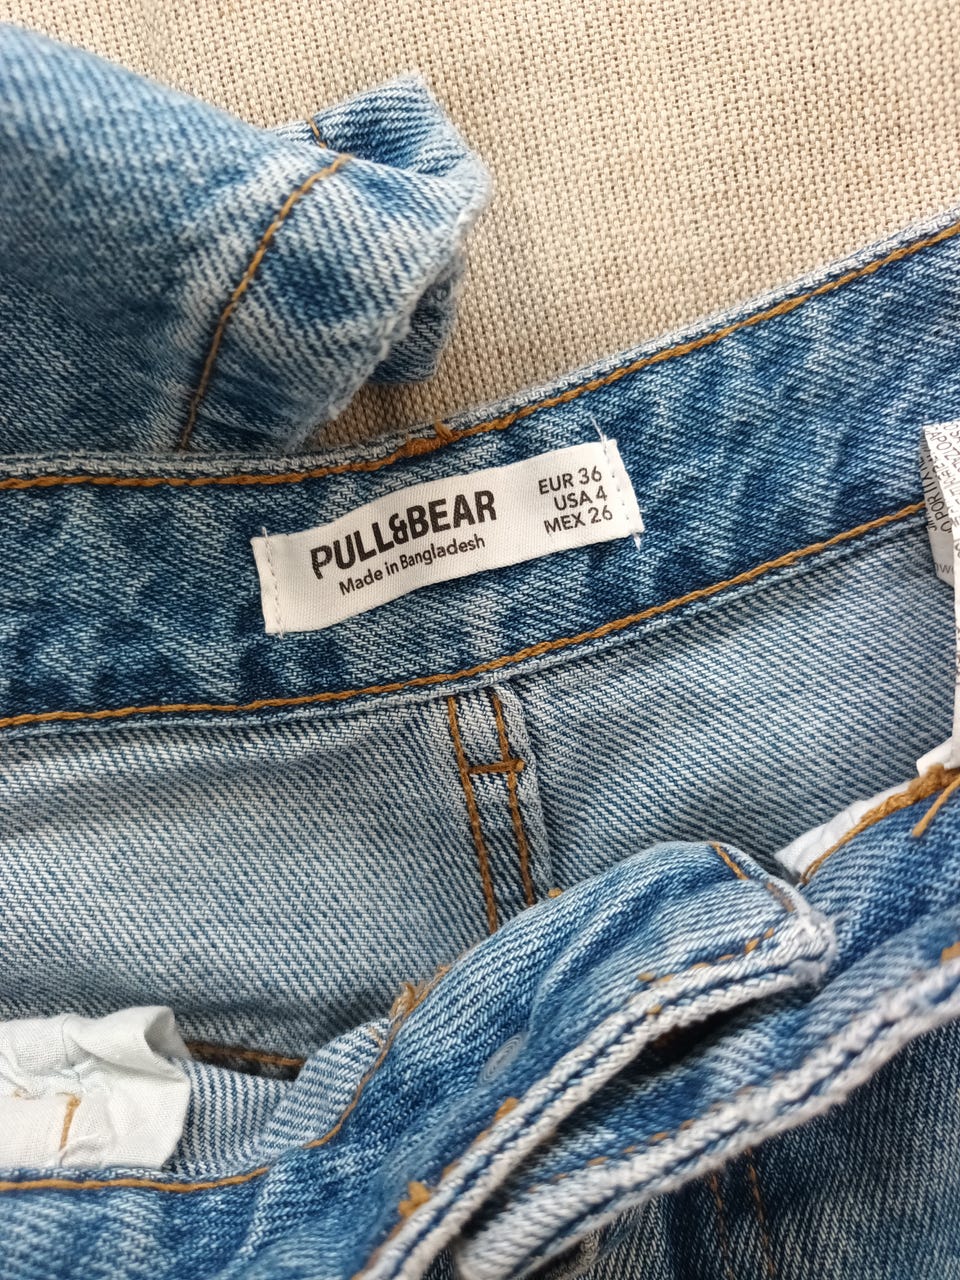 PULL&BEAR
Made in Bangladesh
EUR 36
USA 4
MEX 26